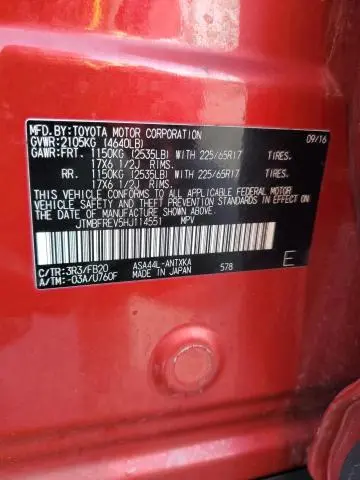 MFD.BY:TOYOTA MOTOR CORPORATION 09/16
GVWR:2105KG (4640LB)
GAWR:FRT. 1150KG (2535LB) WITH 225/65R17 TIRES.
17X6 1/2J RIMS.
RR. 1150KG (2535LB) WITH 225/65R17 TIRES.
17X6 1/2J RIMS.
THIS VEHICLE CONFORMS TO ALL APPLICABLE FEDERAL MOTOR
VEHICLE SAFETY, BUMPER, AND THEFT PREVENTION STANDARDS
IN EFFECT ON THE DATE OF MANUFACTURE SHOWN ABOVE.
JTMBFREV5HJ114551 MPV
C/TR:3R3/FB20 ASA44L-ANTXKA 578 E
A/TM:-03A/U760F MADE IN JAPAN